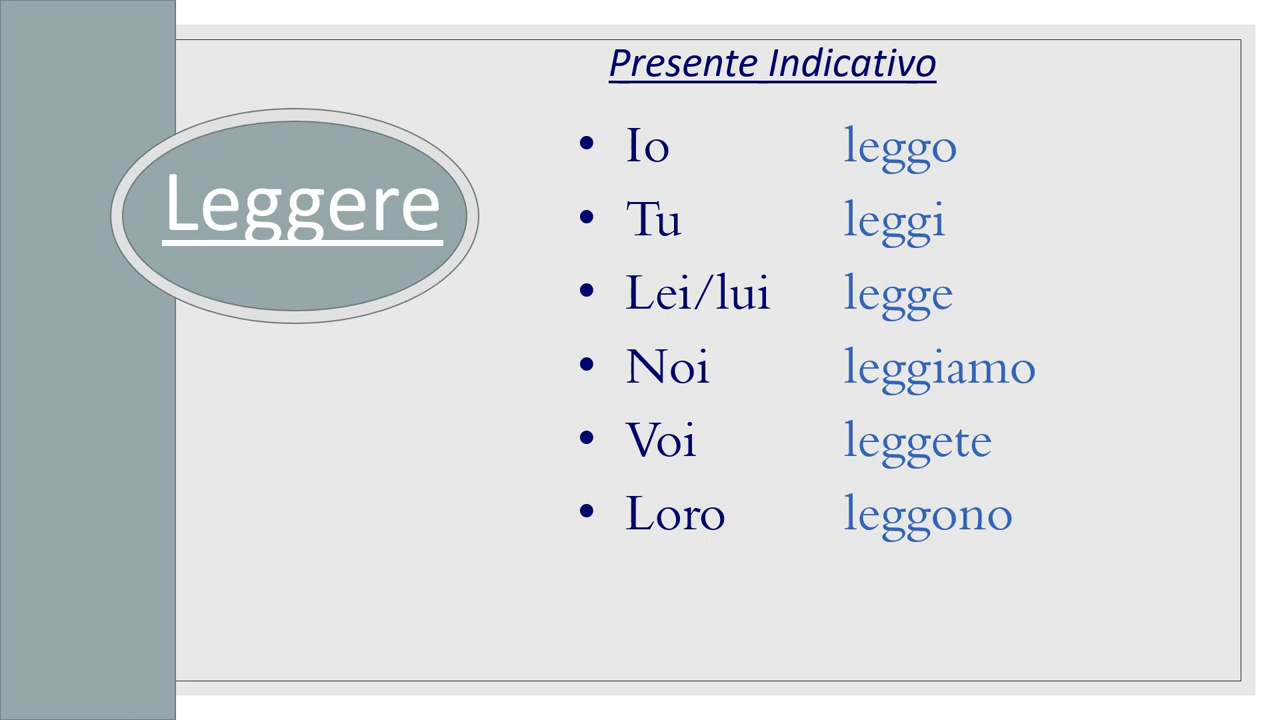 Leggere
Presente Indicativo
• Io leggo
• Tu leggi
• Lei/lui legge
• Noi leggiamo
• Voi leggete
• Loro leggono